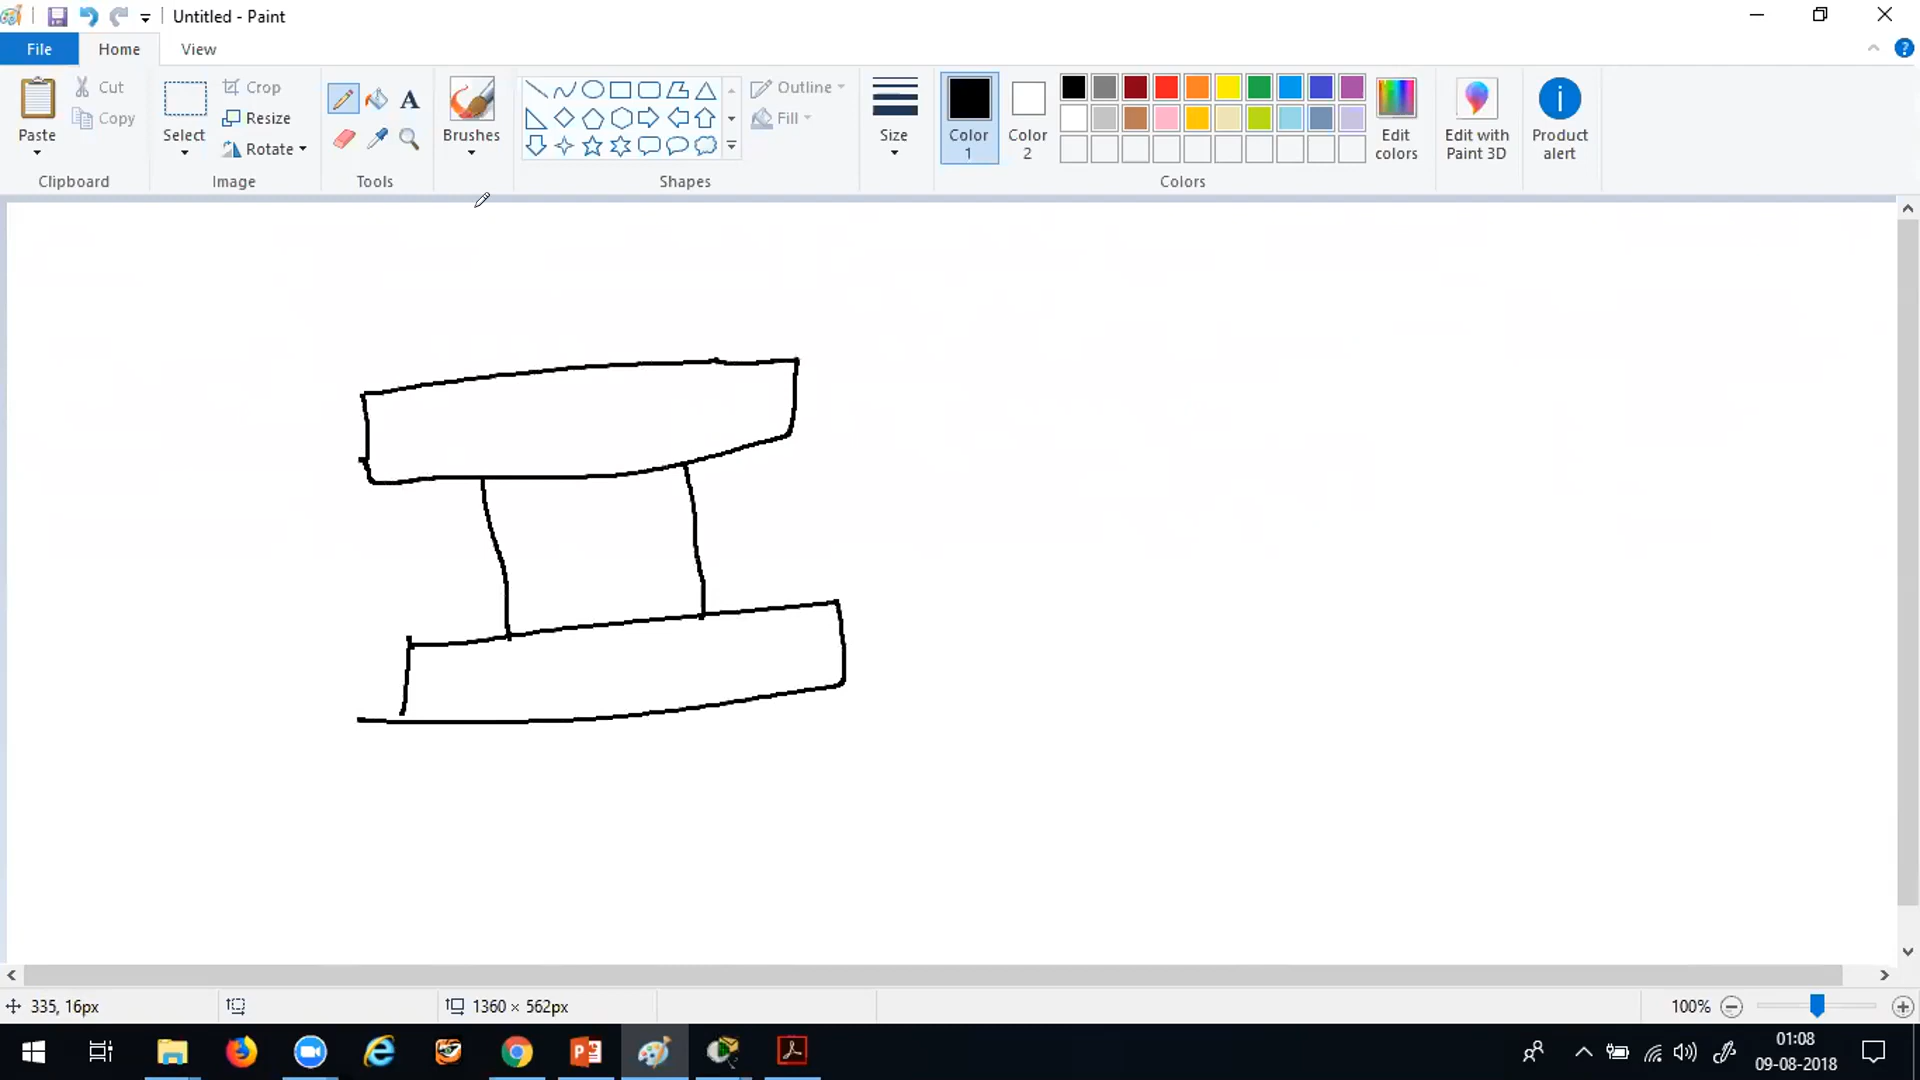 Untitled - Paint
File Home View
Paste
Cut
Copy
Clipboard
Select
Crop
Resize
Rotate
Image
A
Tools
Brushes
Shapes
Outline
Fill
Size
Color 1
Color 2
Colors
Edit colors
Edit with Paint 3D
Product alert
335, 16px
1360 × 562px
100%
01:08
09-08-2018